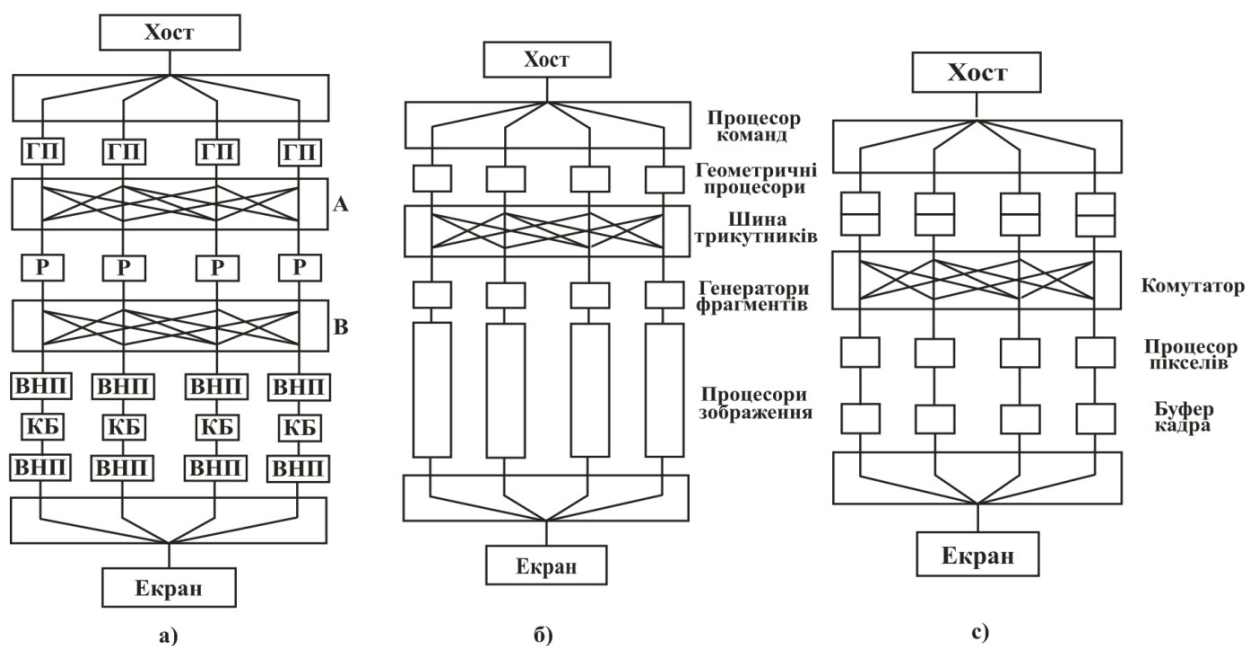 Хост
ГП ГП ГП ГП
А
Р Р Р Р
В
ВНП ВНП ВНП ВНП
КБ КБ КБ КБ
ВНП ВНП ВНП ВНП
Екран
а)
Хост
Процесор
команд
Геометричні
процесори
Шина
трикутників
Генератори
фрагментів
Процесори
зображення
Екран
б)
Хост
Комутатор
Процесор
пікселів
Буфер
кадра
Екран
с)